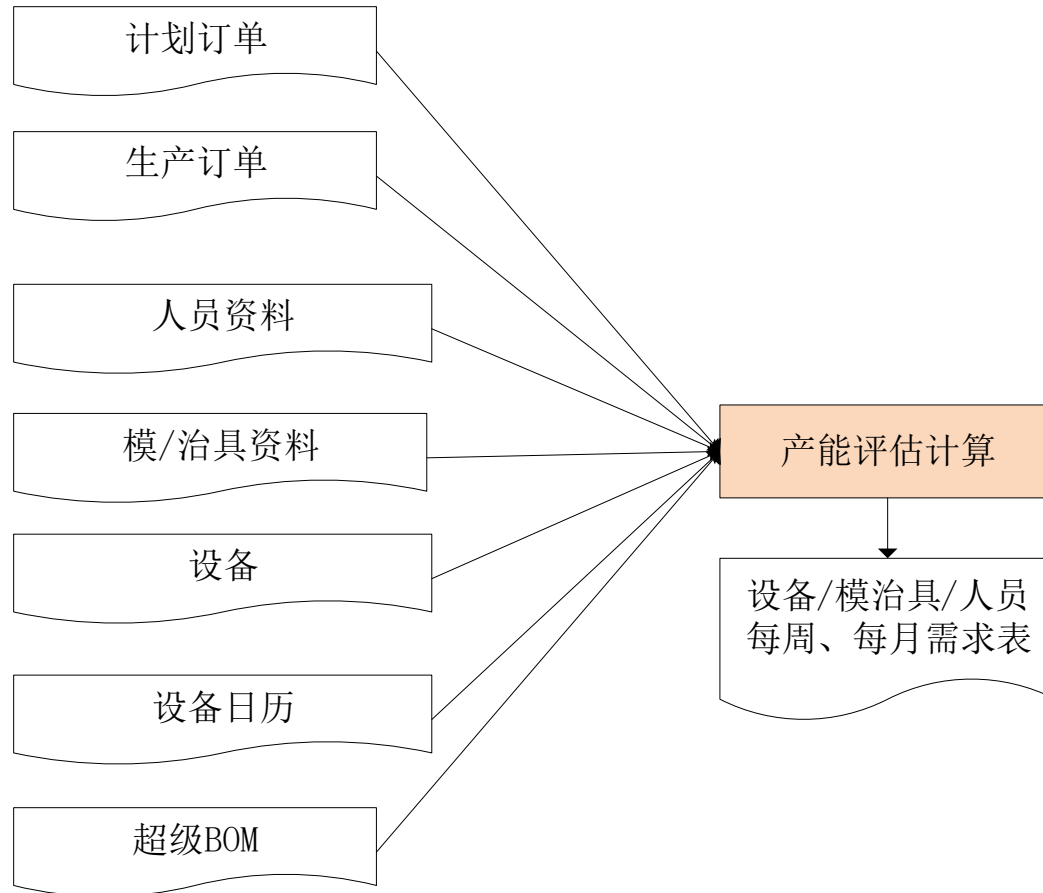 计划订单
生产订单
人员资料
模/治具资料
设备
设备日历
超级BOM
产能评估计算
设备/模治具/人员
每周、每月需求表